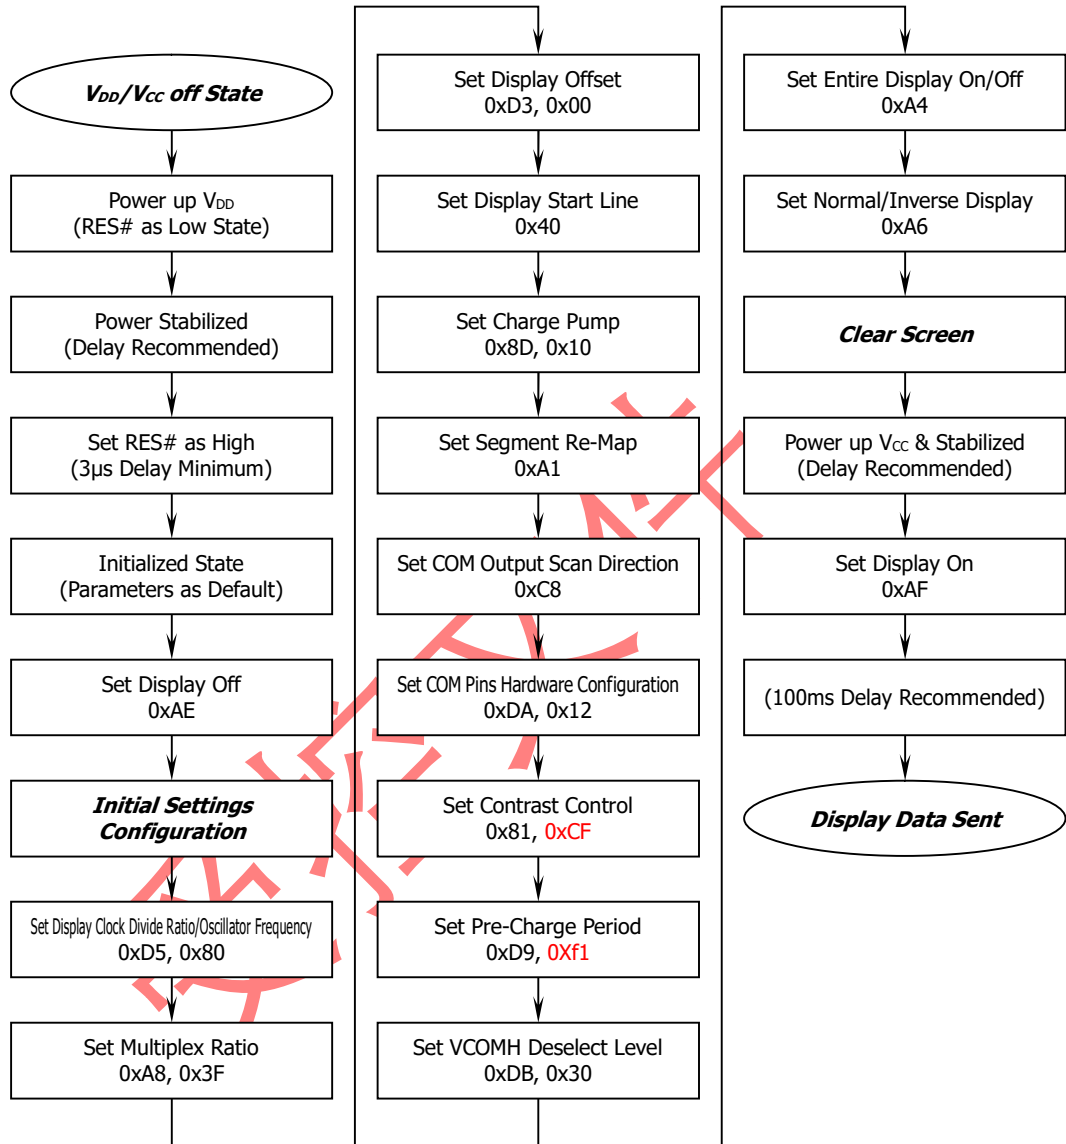 VDD/VCC off State
Power up VDD
(RES# as Low State)
Power Stabilized
(Delay Recommended)
Set RES# as High
(3μs Delay Minimum)
Initialized State
(Parameters as Default)
Set Display Off
0xAE
Initial Settings
Configuration
Set Display Clock Divide Ratio/Oscillator Frequency
0xD5, 0x80
Set Multiplex Ratio
0xA8, 0x3F
Set Display Offset
0xD3, 0x00
Set Display Start Line
0x40
Set Charge Pump
0x8D, 0x10
Set Segment Re-Map
0xA1
Set COM Output Scan Direction
0xC8
Set COM Pins Hardware Configuration
0xDA, 0x12
Set Contrast Control
0x81, 0xCF
Set Pre-Charge Period
0xD9, 0Xf1
Set VCOMH Deselect Level
0xDB, 0x30
Set Entire Display On/Off
0xA4
Set Normal/Inverse Display
0xA6
Clear Screen
Power up VCC & Stabilized
(Delay Recommended)
Set Display On
0xAF
(100ms Delay Recommended)
Display Data Sent